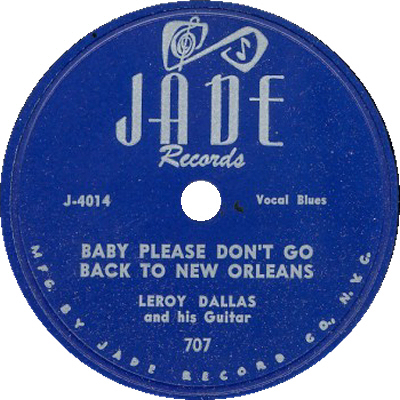 JADE
Records
J-4014
Vocal Blues
BABY PLEASE DON'T GO
BACK TO NEW ORLEANS
LEROY DALLAS
and his Guitar
707
MFG. BY JADE RECORD CO., N.Y.C.